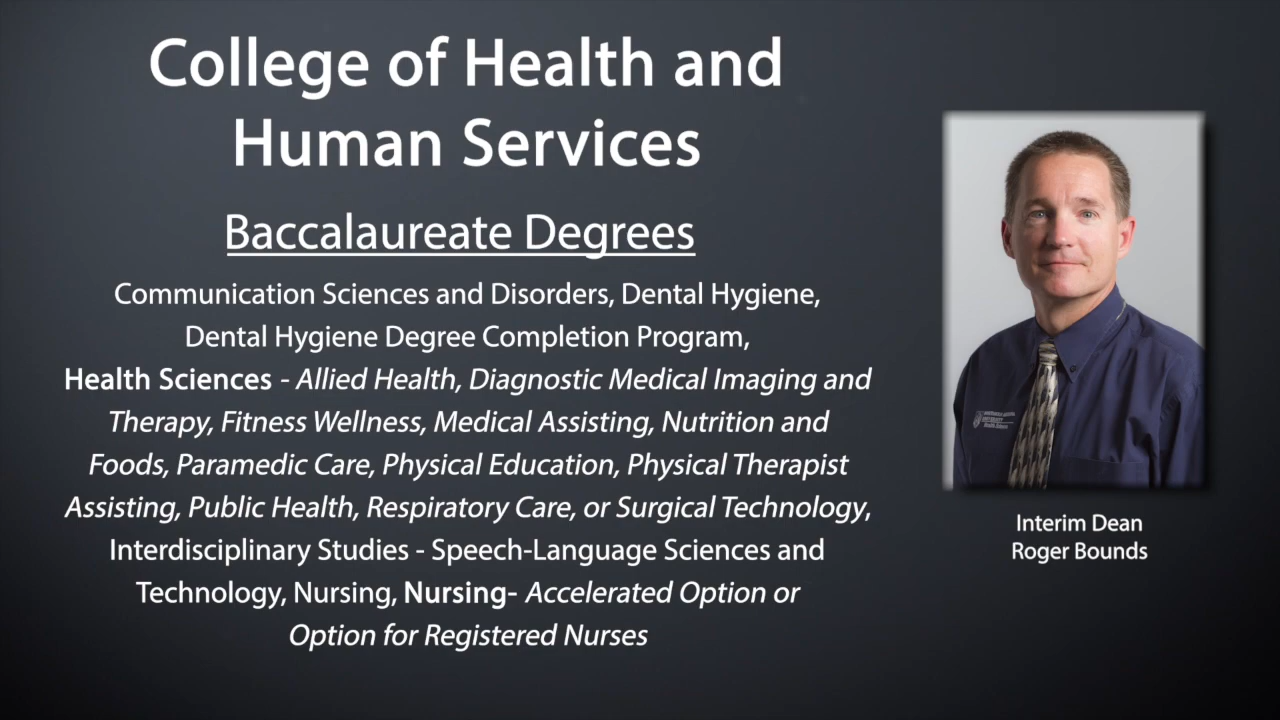 College of Health and
Human Services
Baccalaureate Degrees
Communication Sciences and Disorders, Dental Hygiene,
Dental Hygiene Degree Completion Program,
Health Sciences - Allied Health, Diagnostic Medical Imaging and
Therapy, Fitness Wellness, Medical Assisting, Nutrition and
Foods, Paramedic Care, Physical Education, Physical Therapist
Assisting, Public Health, Respiratory Care, or Surgical Technology,
Interdisciplinary Studies - Speech-Language Sciences and
Technology, Nursing, Nursing- Accelerated Option or
Option for Registered Nurses
Interim Dean
Roger Bounds